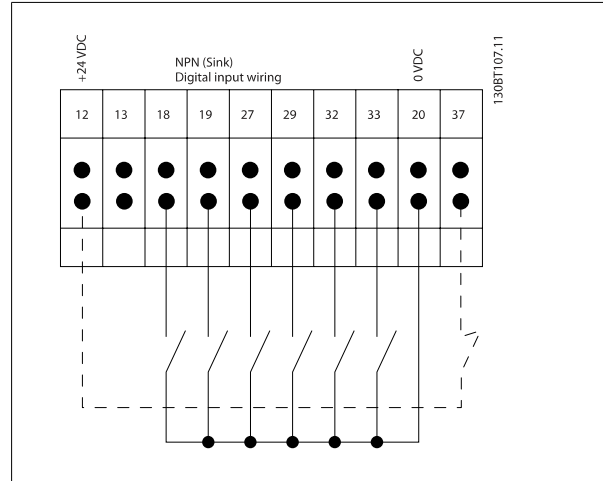 +24 VDC
NPN (Sink)
Digital input wiring
0 VDC
130BT107.11
12 13 18 19 27 29 32 33 20 37